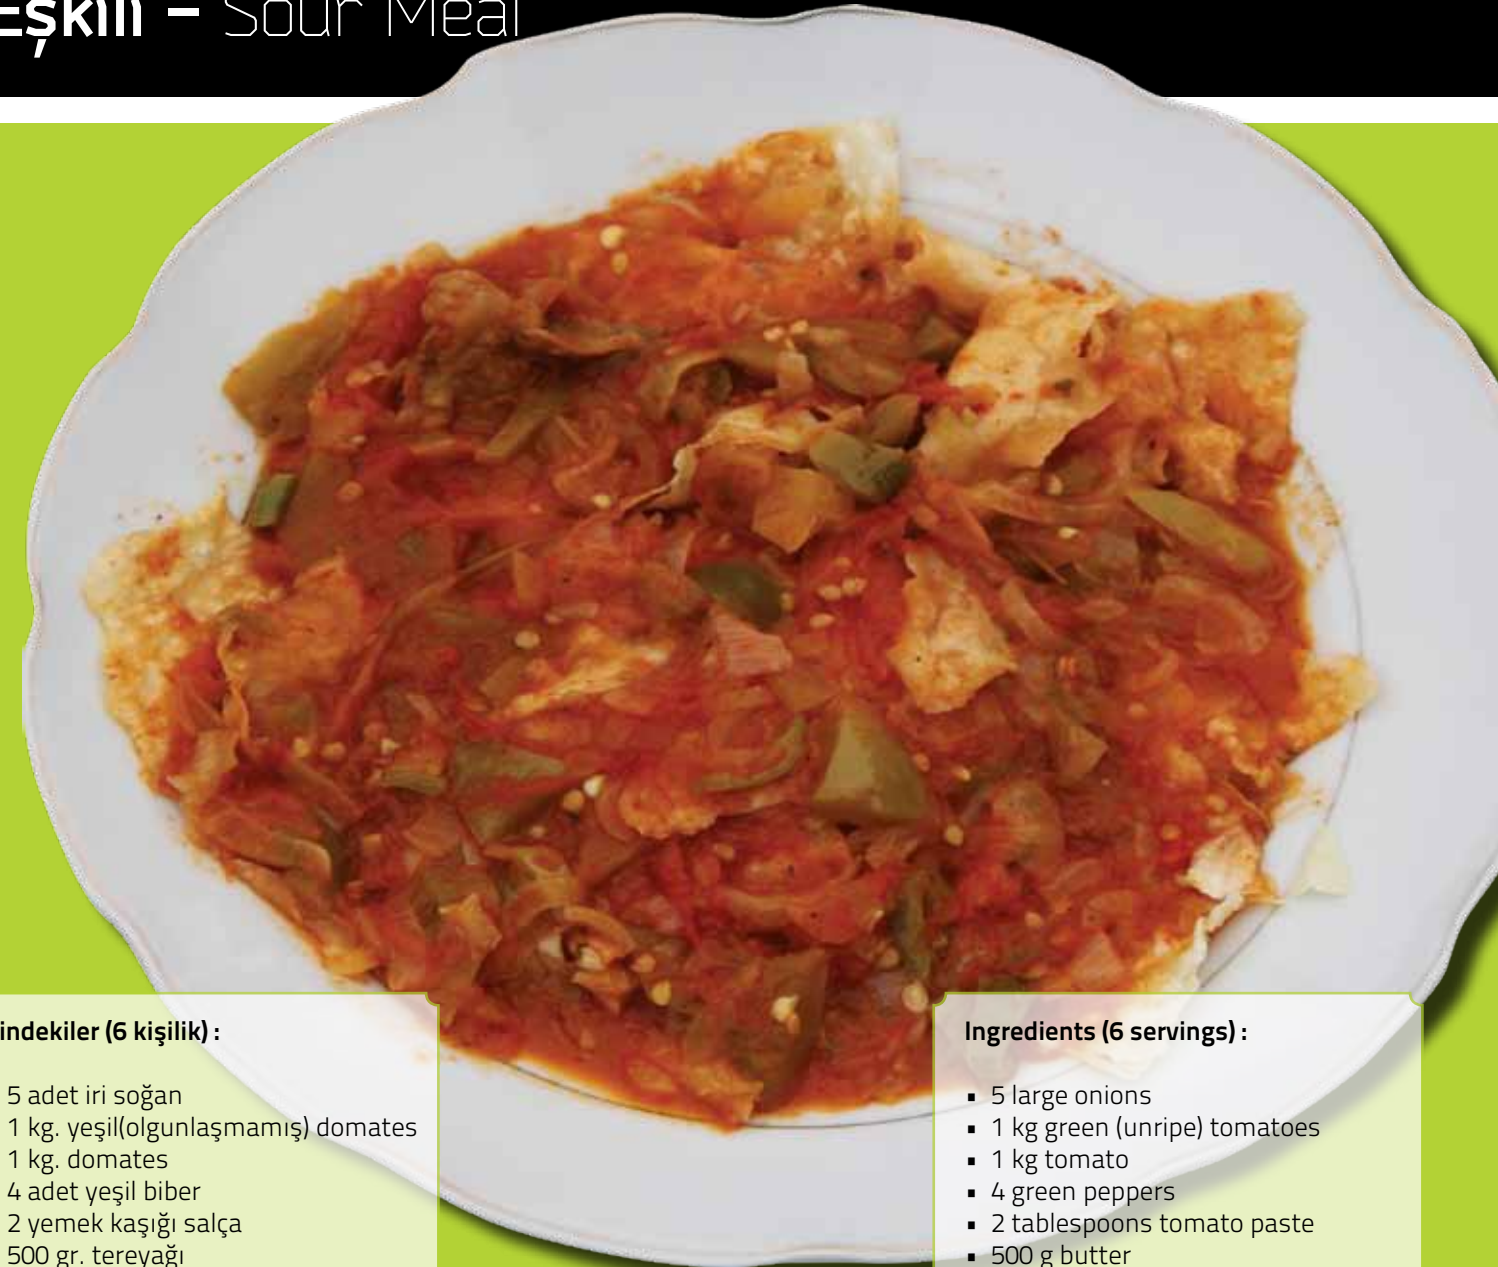 Eşkili – Sour Meal
indekiler (6 kişilik) :
5 adet iri soğan
1 kg. yeşil(olgunlaşmamış) domates
1 kg. domates
4 adet yeşil biber
2 yemek kaşığı salça
500 gr. tereyağı
Ingredients (6 servings) :
▪ 5 large onions
▪ 1 kg green (unripe) tomatoes
▪ 1 kg tomato
▪ 4 green peppers
▪ 2 tablespoons tomato paste
▪ 500 g butter